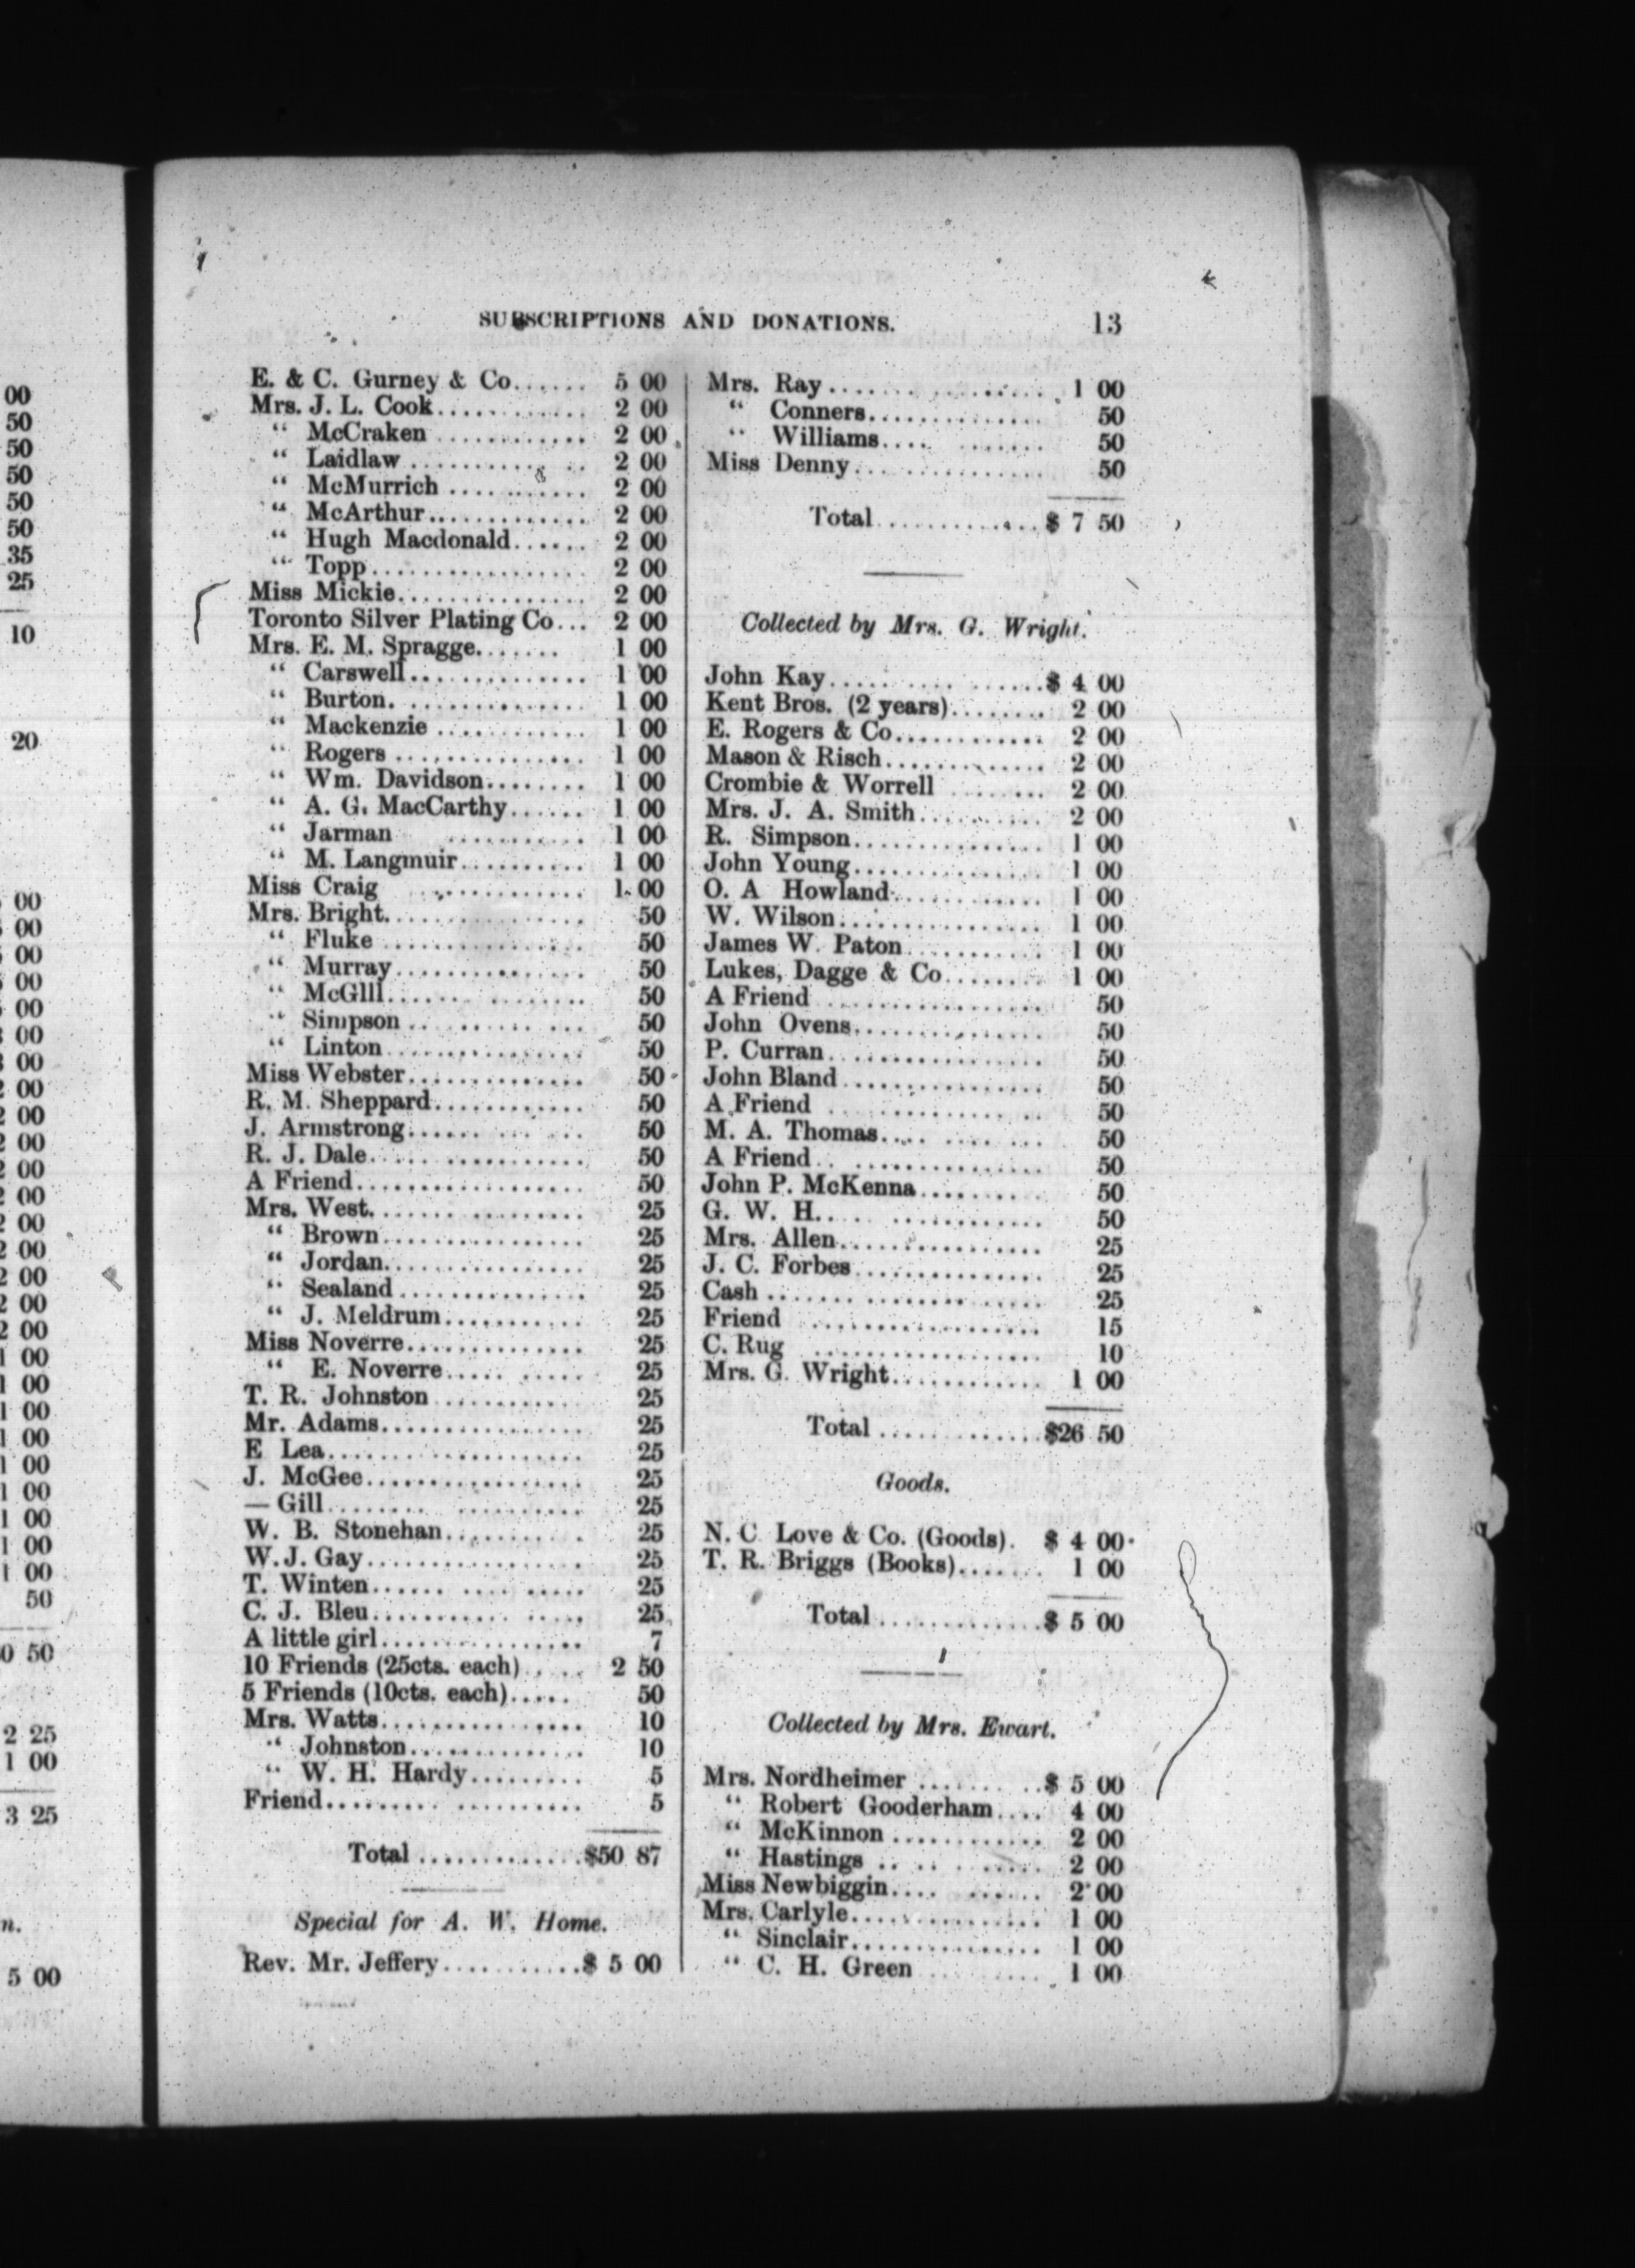 SUBSCRIPTIONS AND DONATIONS. 13
E. & C. Gurney & Co...... 5 00
Mrs. J. L. Cook............ 2 00
“ McCraken ............ 2 00
“ Laidlaw ............ 2 00
“ McMurrich ............ 2 00
“ McArthur............. 2 00
“ Hugh Macdonald...... 2 00
“ Topp................. 2 00
Miss Mickie............... 2 00
Toronto Silver Plating Co... 2 00
Mrs. E. M. Spragge....... 1 00
“ Carswell.............. 1 00
“ Burton................ 1 00
“ Mackenzie ............ 1 00
“ Rogers ............... 1 00
“ Wm. Davidson........ 1 00
“ A. G. MacCarthy...... 1 00
“ Jarman ........... 1 00
“ M. Langmuir.......... 1 00
Miss Craig ............ 1 00
Mrs. Bright................ 50
“ Fluke ................ 50
“ Murray............... 50
“ McGlll................ 50
“ Simpson .............. 50
“ Linton................ 50
Miss Webster.............. 50
R. M. Sheppard............ 50
J. Armstrong.............. 50
R. J. Dale................. 50
A Friend.................. 50
Mrs. West................. 25
“ Brown................ 25
“ Jordan................ 25
“ Sealand............... 25
“ J. Meldrum........... 25
Miss Noverre.............. 25
“ E. Noverre.......... 25
T. R. Johnston ............ 25
Mr. Adams................ 25
E Lea.................... 25
J. McGee.................. 25
— Gill................... 25
W. B. Stonehan........... 25
W. J. Gay................. 25
T. Winten................ 25
C. J. Bleu................ 25
A little girl................ 7
10 Friends (25cts. each) .... 2 50
5 Friends (10cts. each)..... 50
Mrs. Watts................ 10
“ Johnston.............. 10
“ W. H. Hardy......... 5
Friend................... 5
Total.............$50 87
Special for A. W. Home.
Rev. Mr. Jeffery...........$ 5 00
Mrs. Ray................. 1 00
“ Conners.............. 50
“ Williams........... 50
Miss Denny............... 50
Total.............$ 7 50
Collected by Mrs. G. Wright.
John Kay.................$ 4 00
Kent Bros. (2 years)........ 2 00
E. Rogers & Co............ 2 00
Mason & Risch............. 2 00
Crombie & Worrell ........ 2 00
Mrs. J. A. Smith.......... 2 00
R. Simpson................ 1 00
John Young............... 1 00
O. A Howland............ 1 00
W. Wilson................ 1 00
James W. Paton........... 1 00
Lukes, Dagge & Co........ 1 00
A Friend ................. 50
John Ovens............... 50
P. Curran................. 50
John Bland................ 50
A Friend ............... 50
M. A. Thomas............ 50
A Friend................. 50
John P. McKenna.......... 50
G. W. H................. 50
Mrs. Allen................ 25
J. C. Forbes............... 25
Cash .................... 25
Friend .................. 15
C. Rug .................. 10
Mrs. G. Wright............ 1 00
Total .............$26 50
Goods.
N. C Love & Co. (Goods). $ 4 00
T. R. Briggs (Books)....... 1 00
Total.............$ 5 00
Collected by Mrs. Ewart.
Mrs. Nordheimer .........$ 5 00
“ Robert Gooderham.... 4 00
“ McKinnon ............ 2 00
“ Hastings ............ 2 00
Miss Newbiggin.......... 2 00
Mrs. Carlyle............... 1 00
“ Sinclair............... 1 00
“ C. H. Green .......... 1 00